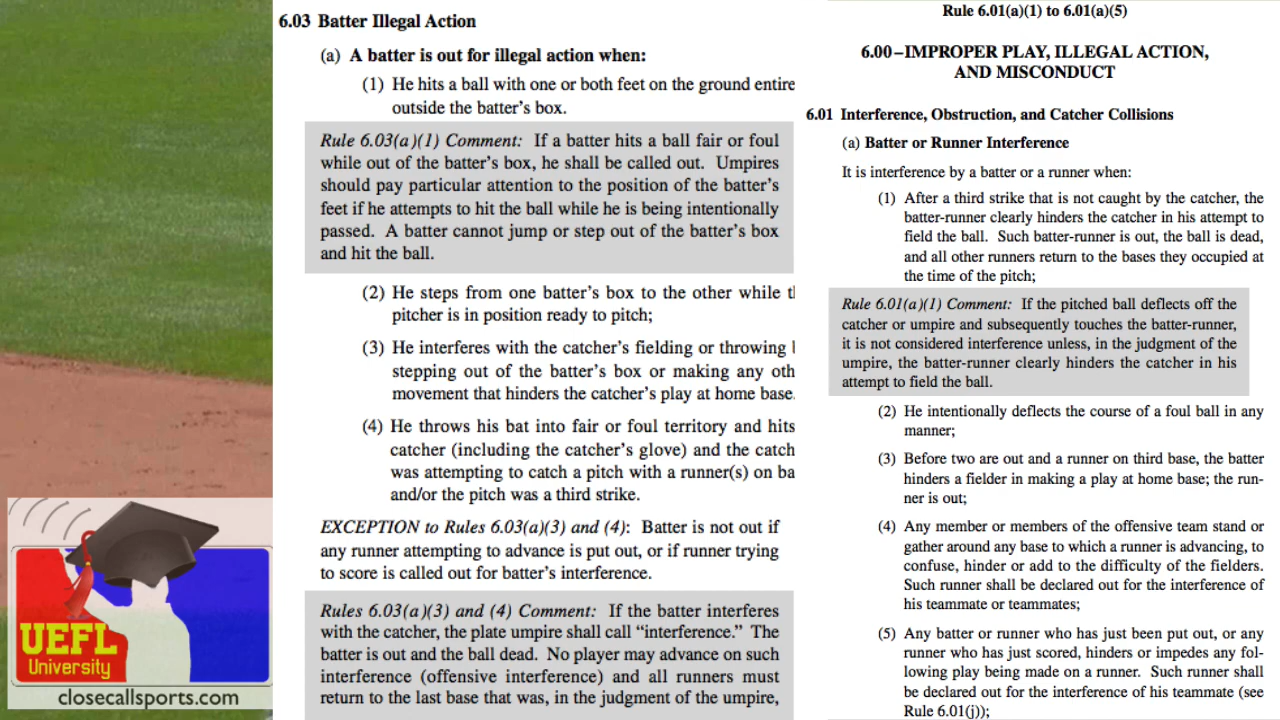 6.03 Batter Illegal Action
(a) A batter is out for illegal action when:
(1) He hits a ball with one or both feet on the ground entire
outside the batter's box.
Rule 6.03(a)(1) Comment: If a batter hits a ball fair or foul
while out of the batter's box, he shall be called out. Umpires
should pay particular attention to the position of the batter's
feet if he attempts to hit the ball while he is being intentionally
passed. A batter cannot jump or step out of the batter's box
and hit the ball.
(2) He steps from one batter's box to the other while
pitcher is in position ready to pitch;
(3) He interferes with the catcher's fielding or throwing
stepping out of the batter's box or making any oth
movement that hinders the catcher's play at home base.
(4) He throws his bat into fair or foul territory and hits
catcher (including the catcher's glove) and the catch
was attempting to catch a pitch with a runner(s) on ba
and/or the pitch was a third strike.
EXCEPTION to Rules 6.03(a)(3) and (4): Batter is not out if
any runner attempting to advance is put out, or if runner trying
to score is called out for batter's interference.
Rules 6.03(a)(3) and (4) Comment: If the batter interferes
with the catcher, the plate umpire shall call “interference.” The
batter is out and the ball dead. No player may advance on such
interference (offensive interference) and all runners must
return to the last base that was, in the judgment of the umpire,
Rule 6.01(a)(1) to 6.01(a)(5)
6.00–IMPROPER PLAY, ILLEGAL ACTION,
AND MISCONDUCT
6.01 Interference, Obstruction, and Catcher Collisions
(a) Batter or Runner Interference
It is interference by a batter or a runner when:
(1) After a third strike that is not caught by the catcher, the
batter-runner clearly hinders the catcher in his attempt to
field the ball. Such batter-runner is out, the ball is dead,
and all other runners return to the bases they occupied at
the time of the pitch;
Rule 6.01(a)(1) Comment: If the pitched ball deflects off the
catcher or umpire and subsequently touches the batter-runner,
it is not considered interference unless, in the judgment of the
umpire, the batter-runner clearly hinders the catcher in his
attempt to field the ball.
(2) He intentionally deflects the course of a foul ball in any
manner;
(3) Before two are out and a runner on third base, the batter
hinders a fielder in making a play at home base; the run-
ner is out;
(4) Any member or members of the offensive team stand or
gather around any base to which a runner is advancing, to
confuse, hinder or add to the difficulty of the fielders.
Such runner shall be declared out for the interference of
his teammate or teammates;
(5) Any batter or runner who has just been put out, or any
runner who has just scored, hinders or impedes any fol-
lowing play being made on a runner. Such runner shall
be declared out for the interference of his teammate (see
Rule 6.01(j));
UEFL
University
closecallsports.com